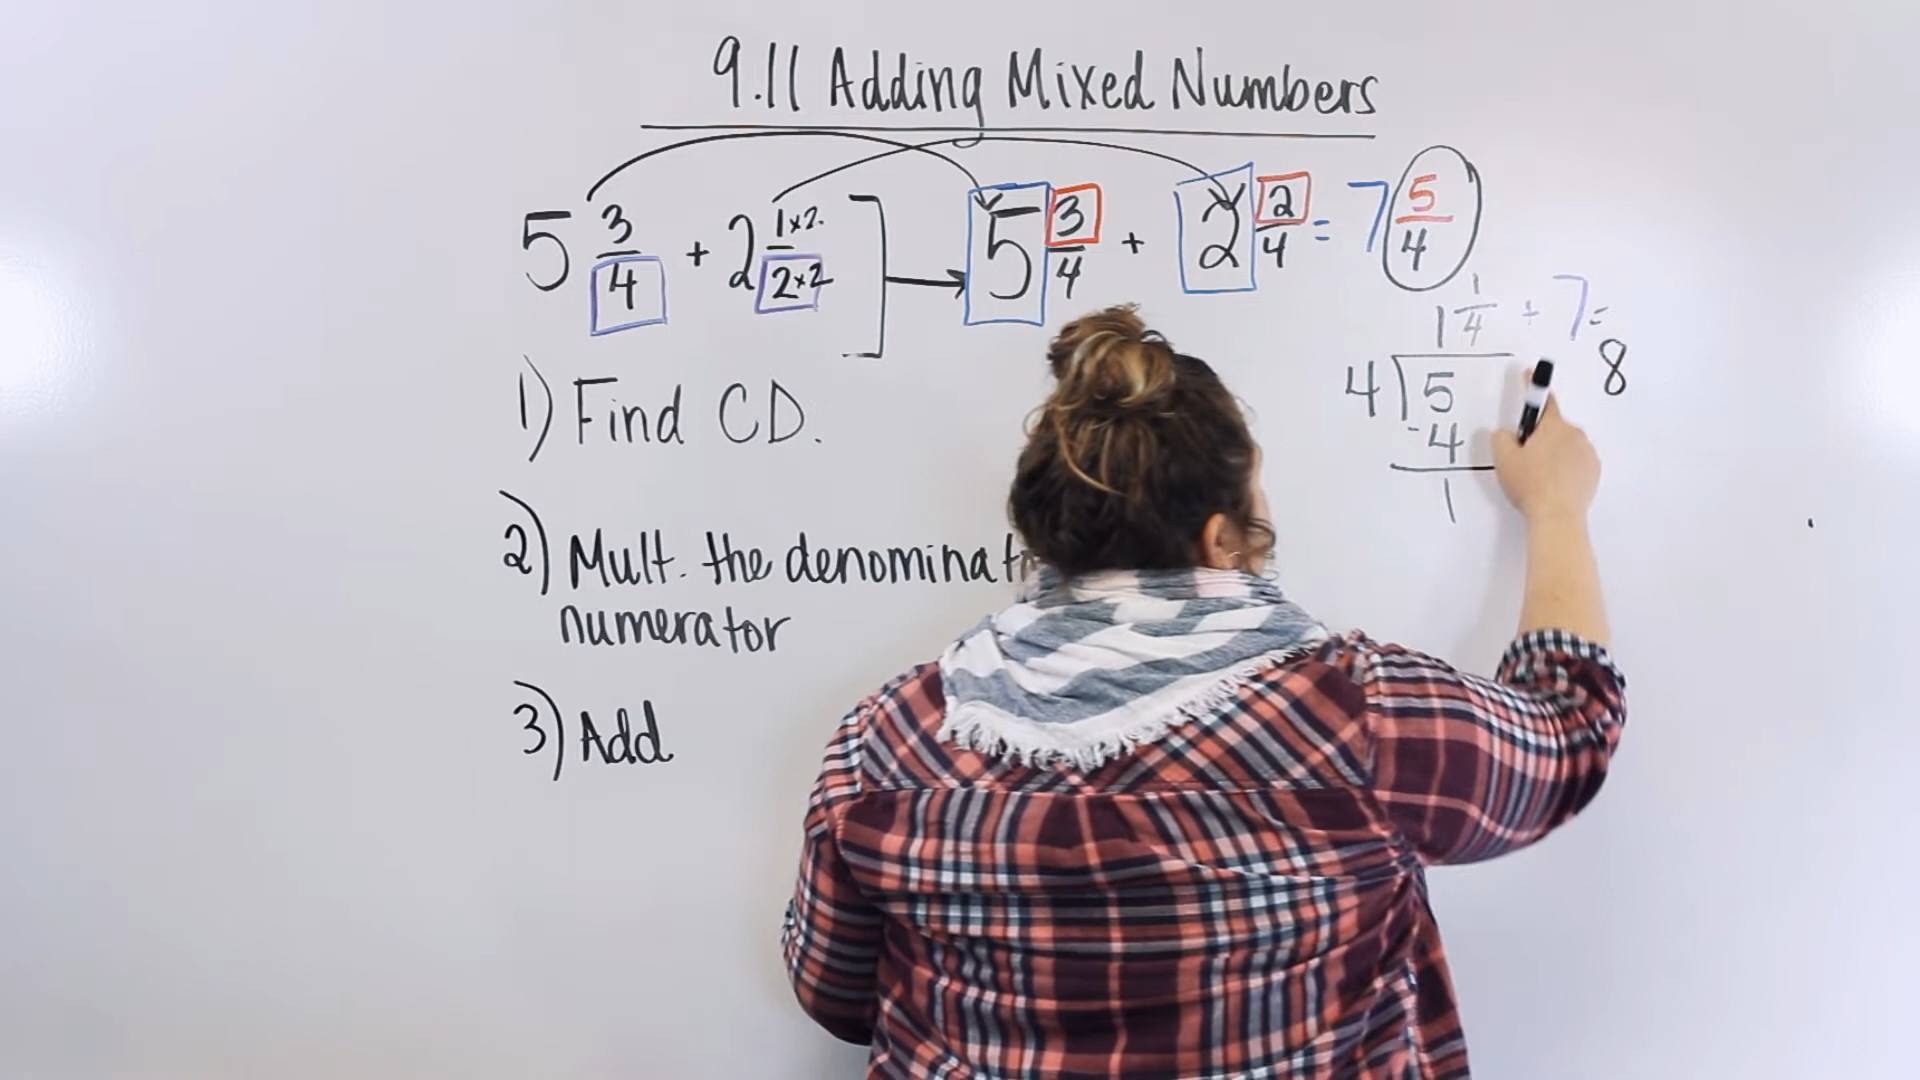 9.11 Adding Mixed Numbers
5 3/4 + 2 1×2/2×2 → 5 3/4 + 2 2/4 = 7 5/4
1 1/4 + 7 =
8
4 5
-4
1
1) Find CD.
2) Mult. the
numerator
3) Add